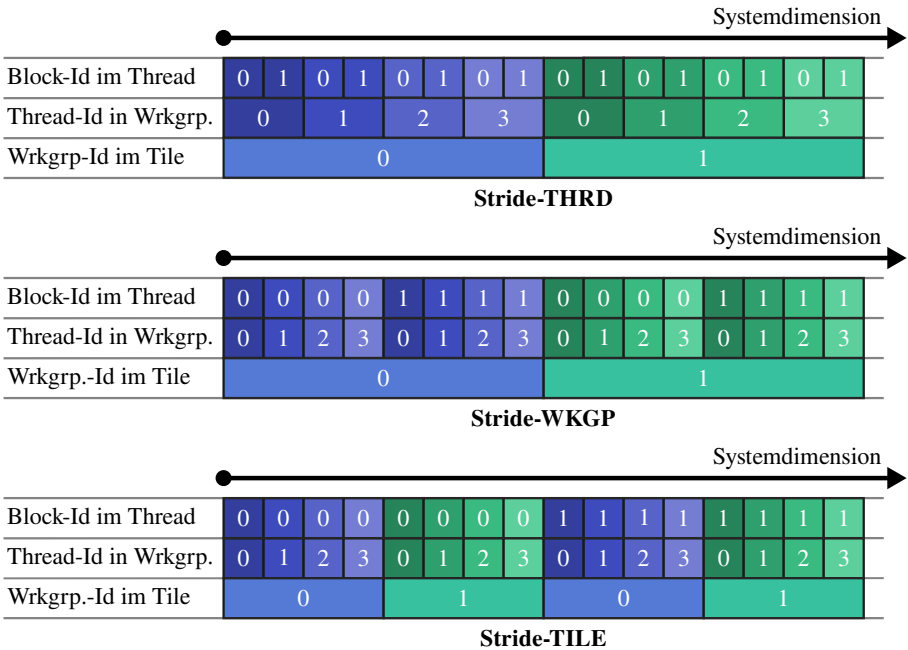 Systemdimension
Block-Id im Thread 0 1 0 1 0 1 0 1 0 1 0 1 0 1 0 1
Thread-Id in Wrkgrp. 0 1 2 3 0 1 2 3
Wrkgrp-Id im Tile 0 1
Stride-THRD
Systemdimension
Block-Id im Thread 0 0 0 0 1 1 1 1 0 0 0 0 1 1 1 1
Thread-Id in Wrkgrp. 0 1 2 3 0 1 2 3 0 1 2 3 0 1 2 3
Wrkgrp.-Id im Tile 0 1
Stride-WKGP
Systemdimension
Block-Id im Thread 0 0 0 0 0 0 0 0 1 1 1 1 1 1 1 1
Thread-Id in Wrkgrp. 0 1 2 3 0 1 2 3 0 1 2 3 0 1 2 3
Wrkgrp.-Id im Tile 0 1 0 1
Stride-TILE